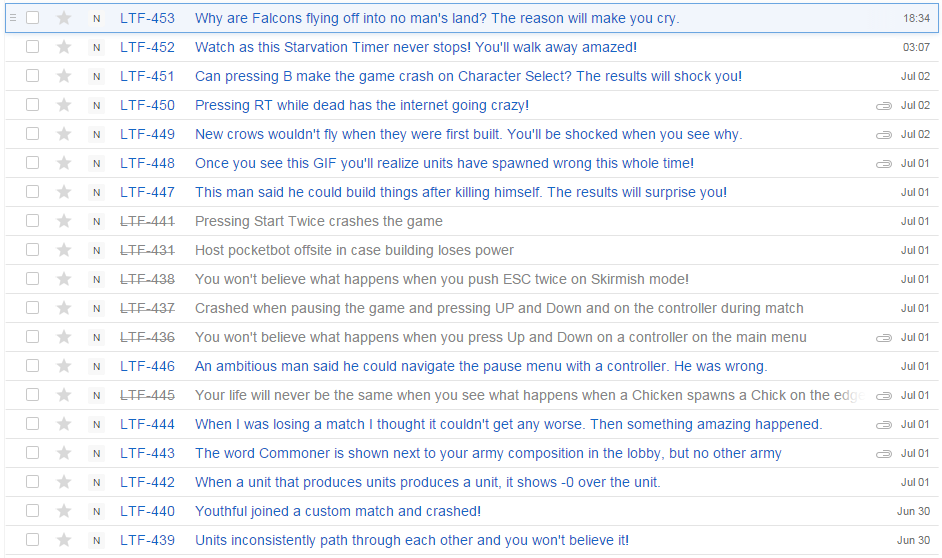 N LTF-453 Why are Falcons flying off into no man's land? The reason will make you cry. 18:34
N LTF-452 Watch as this Starvation Timer never stops! You'll walk away amazed! 03:07
N LTF-451 Can pressing B make the game crash on Character Select? The results will shock you! Jul 02
N LTF-450 Pressing RT while dead has the internet going crazy! Jul 02
N LTF-449 New crows wouldn't fly when they were first built. You'll be shocked when you see why. Jul 02
N LTF-448 Once you see this GIF you'll realize units have spawned wrong this whole time! Jul 01
N LTF-447 This man said he could build things after killing himself. The results will surprise you! Jul 01
N LTF-441 Pressing Start Twice crashes the game Jul 01
N LTF-431 Host pocketbot offsite in case building loses power Jul 01
N LTF-438 You won't believe what happens when you push ESC twice on Skirmish mode! Jul 01
N LTF-437 Crashed when pausing the game and pressing UP and Down and on the controller during match Jul 01
N LTF-436 You won't believe what happens when you press Up and Down on a controller on the main menu Jul 01
N LTF-446 An ambitious man said he could navigate the pause menu with a controller. He was wrong. Jul 01
N LTF-445 Your life will never be the same when you see what happens when a Chicken spawns a Chick on the edge Jul 01
N LTF-444 When I was losing a match I thought it couldn't get any worse. Then something amazing happened. Jul 01
N LTF-443 The word Commoner is shown next to your army composition in the lobby, but no other army Jul 01
N LTF-442 When a unit that produces units produces a unit, it shows -0 over the unit. Jul 01
N LTF-440 Youthful joined a custom match and crashed! Jun 30
N LTF-439 Units inconsistently path through each other and you won't believe it! Jun 30